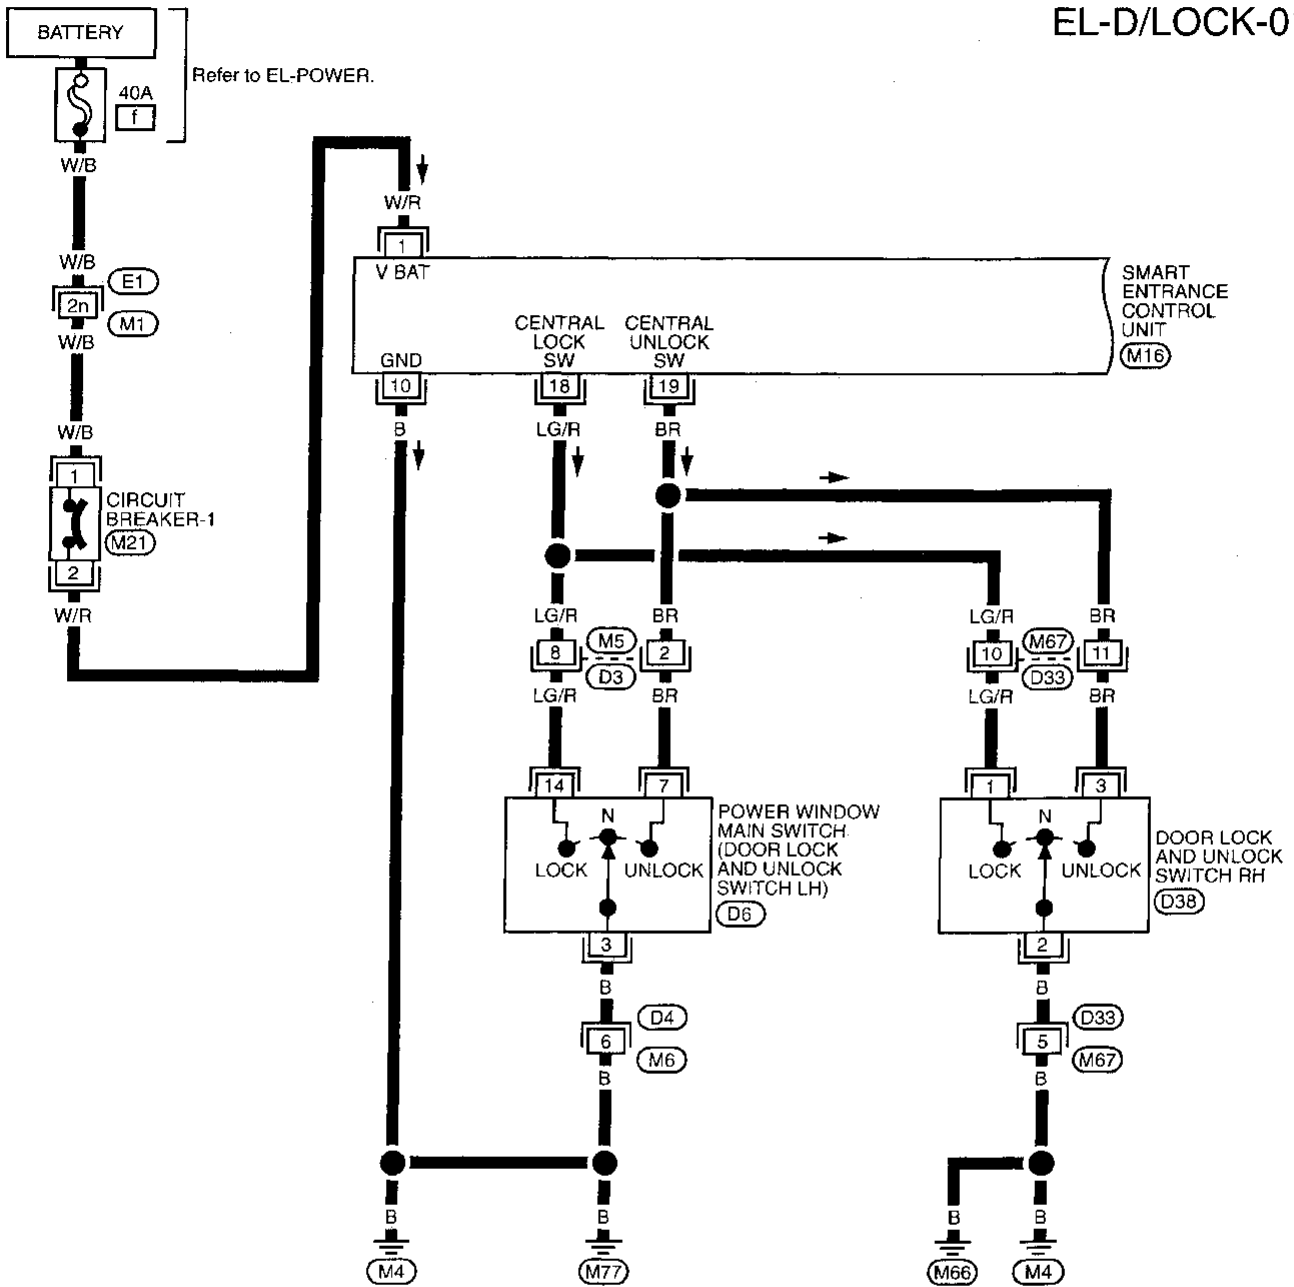 EL-D/LOCK-0
BATTERY
Refer to EL-POWER.
40A
f
W/B
W/R
1
V BAT
W/B
E1
2n
M1
W/B
SMART
ENTRANCE
CONTROL
UNIT
M16
CENTRAL
LOCK
SW
CENTRAL
UNLOCK
SW
GND
10
18
19
B
LG/R
BR
W/B
1
CIRCUIT
BREAKER-1
M21
2
W/R
LG/R
BR
LG/R
BR
8
M5
2
D3
10
M67
11
D33
LG/R
BR
LG/R
BR
14
7
1
3
N
LOCK
UNLOCK
POWER WINDOW
MAIN SWITCH
(DOOR LOCK
AND UNLOCK
SWITCH LH)
D6
N
LOCK
UNLOCK
DOOR LOCK
AND UNLOCK
SWITCH RH
D38
3
2
B
B
D4
6
M6
D33
5
M67
B
B
B
B
B
B
M4
M77
M66
M4